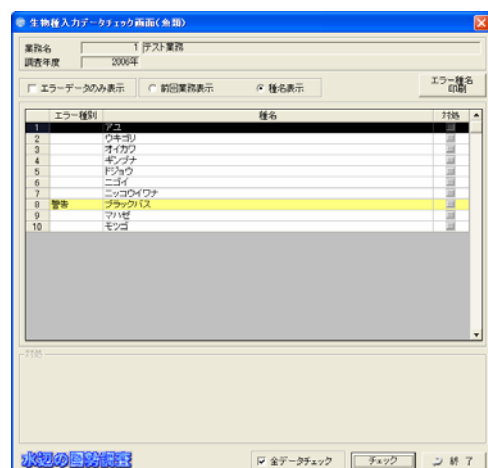 生物種入力データチェック画面(魚類)
業務名 1 テスト業務
調査年度 2006年
エラーデータのみ表示 前回業務表示 種名表示 エラー種名印刷
エラー種別 種名 対処
1 アユ
2 ウキゴリ
3 オイカワ
4 ギンブナ
5 ドジョウ
6 ニゴイ
7 ニッコウイワナ
8 警告 ブラックバス
9 マハゼ
10 モツゴ
対処
水辺の国勢調査 全データチェック チェック 終 了